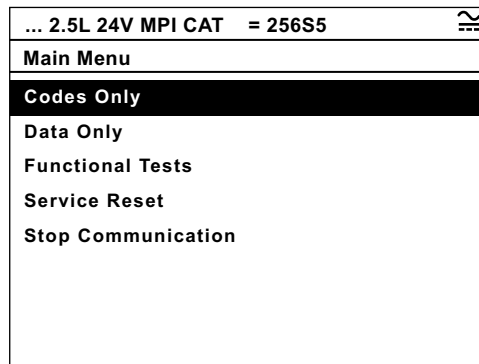 ... 2.5L 24V MPI CAT = 256S5
Main Menu
Codes Only
Data Only
Functional Tests
Service Reset
Stop Communication